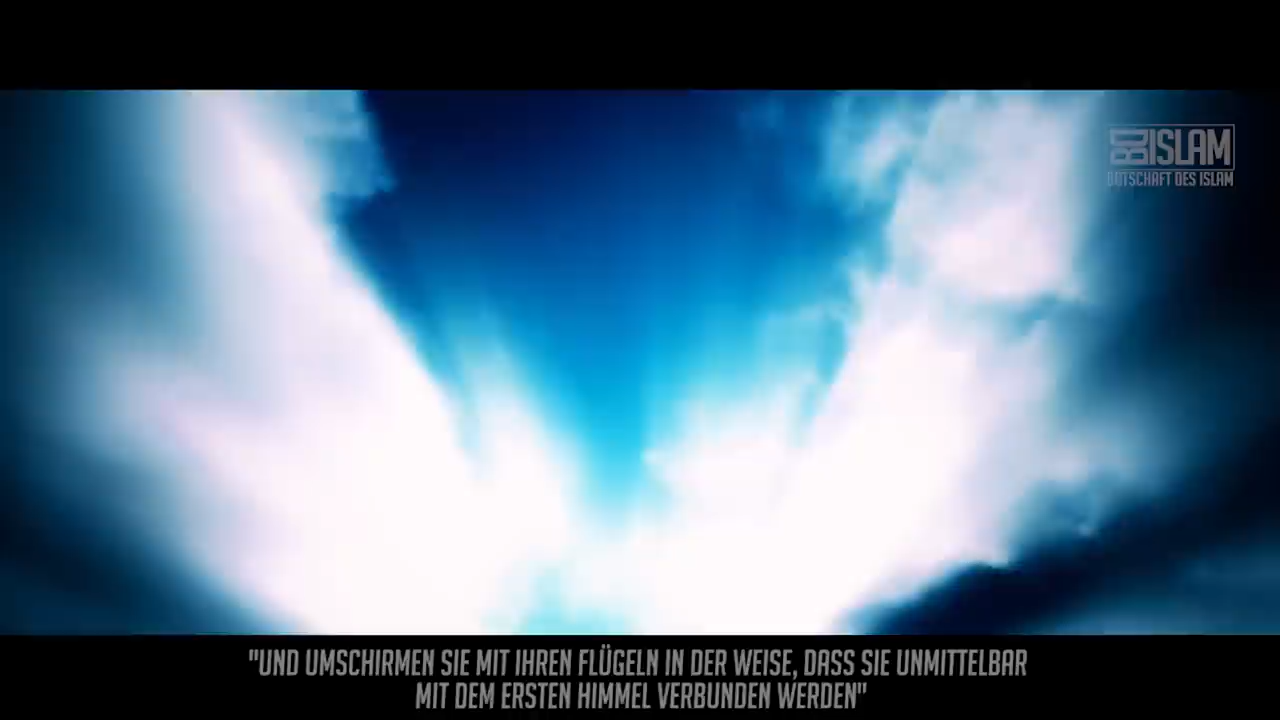 BDISLAM
BOTSCHAFT DES ISLAM
"UND UMSCHIRMEN SIE MIT IHREN FLÜGELN IN DER WEISE, DASS SIE UNMITTELBAR
MIT DEM ERSTEN HIMMEL VERBUNDEN WERDEN"